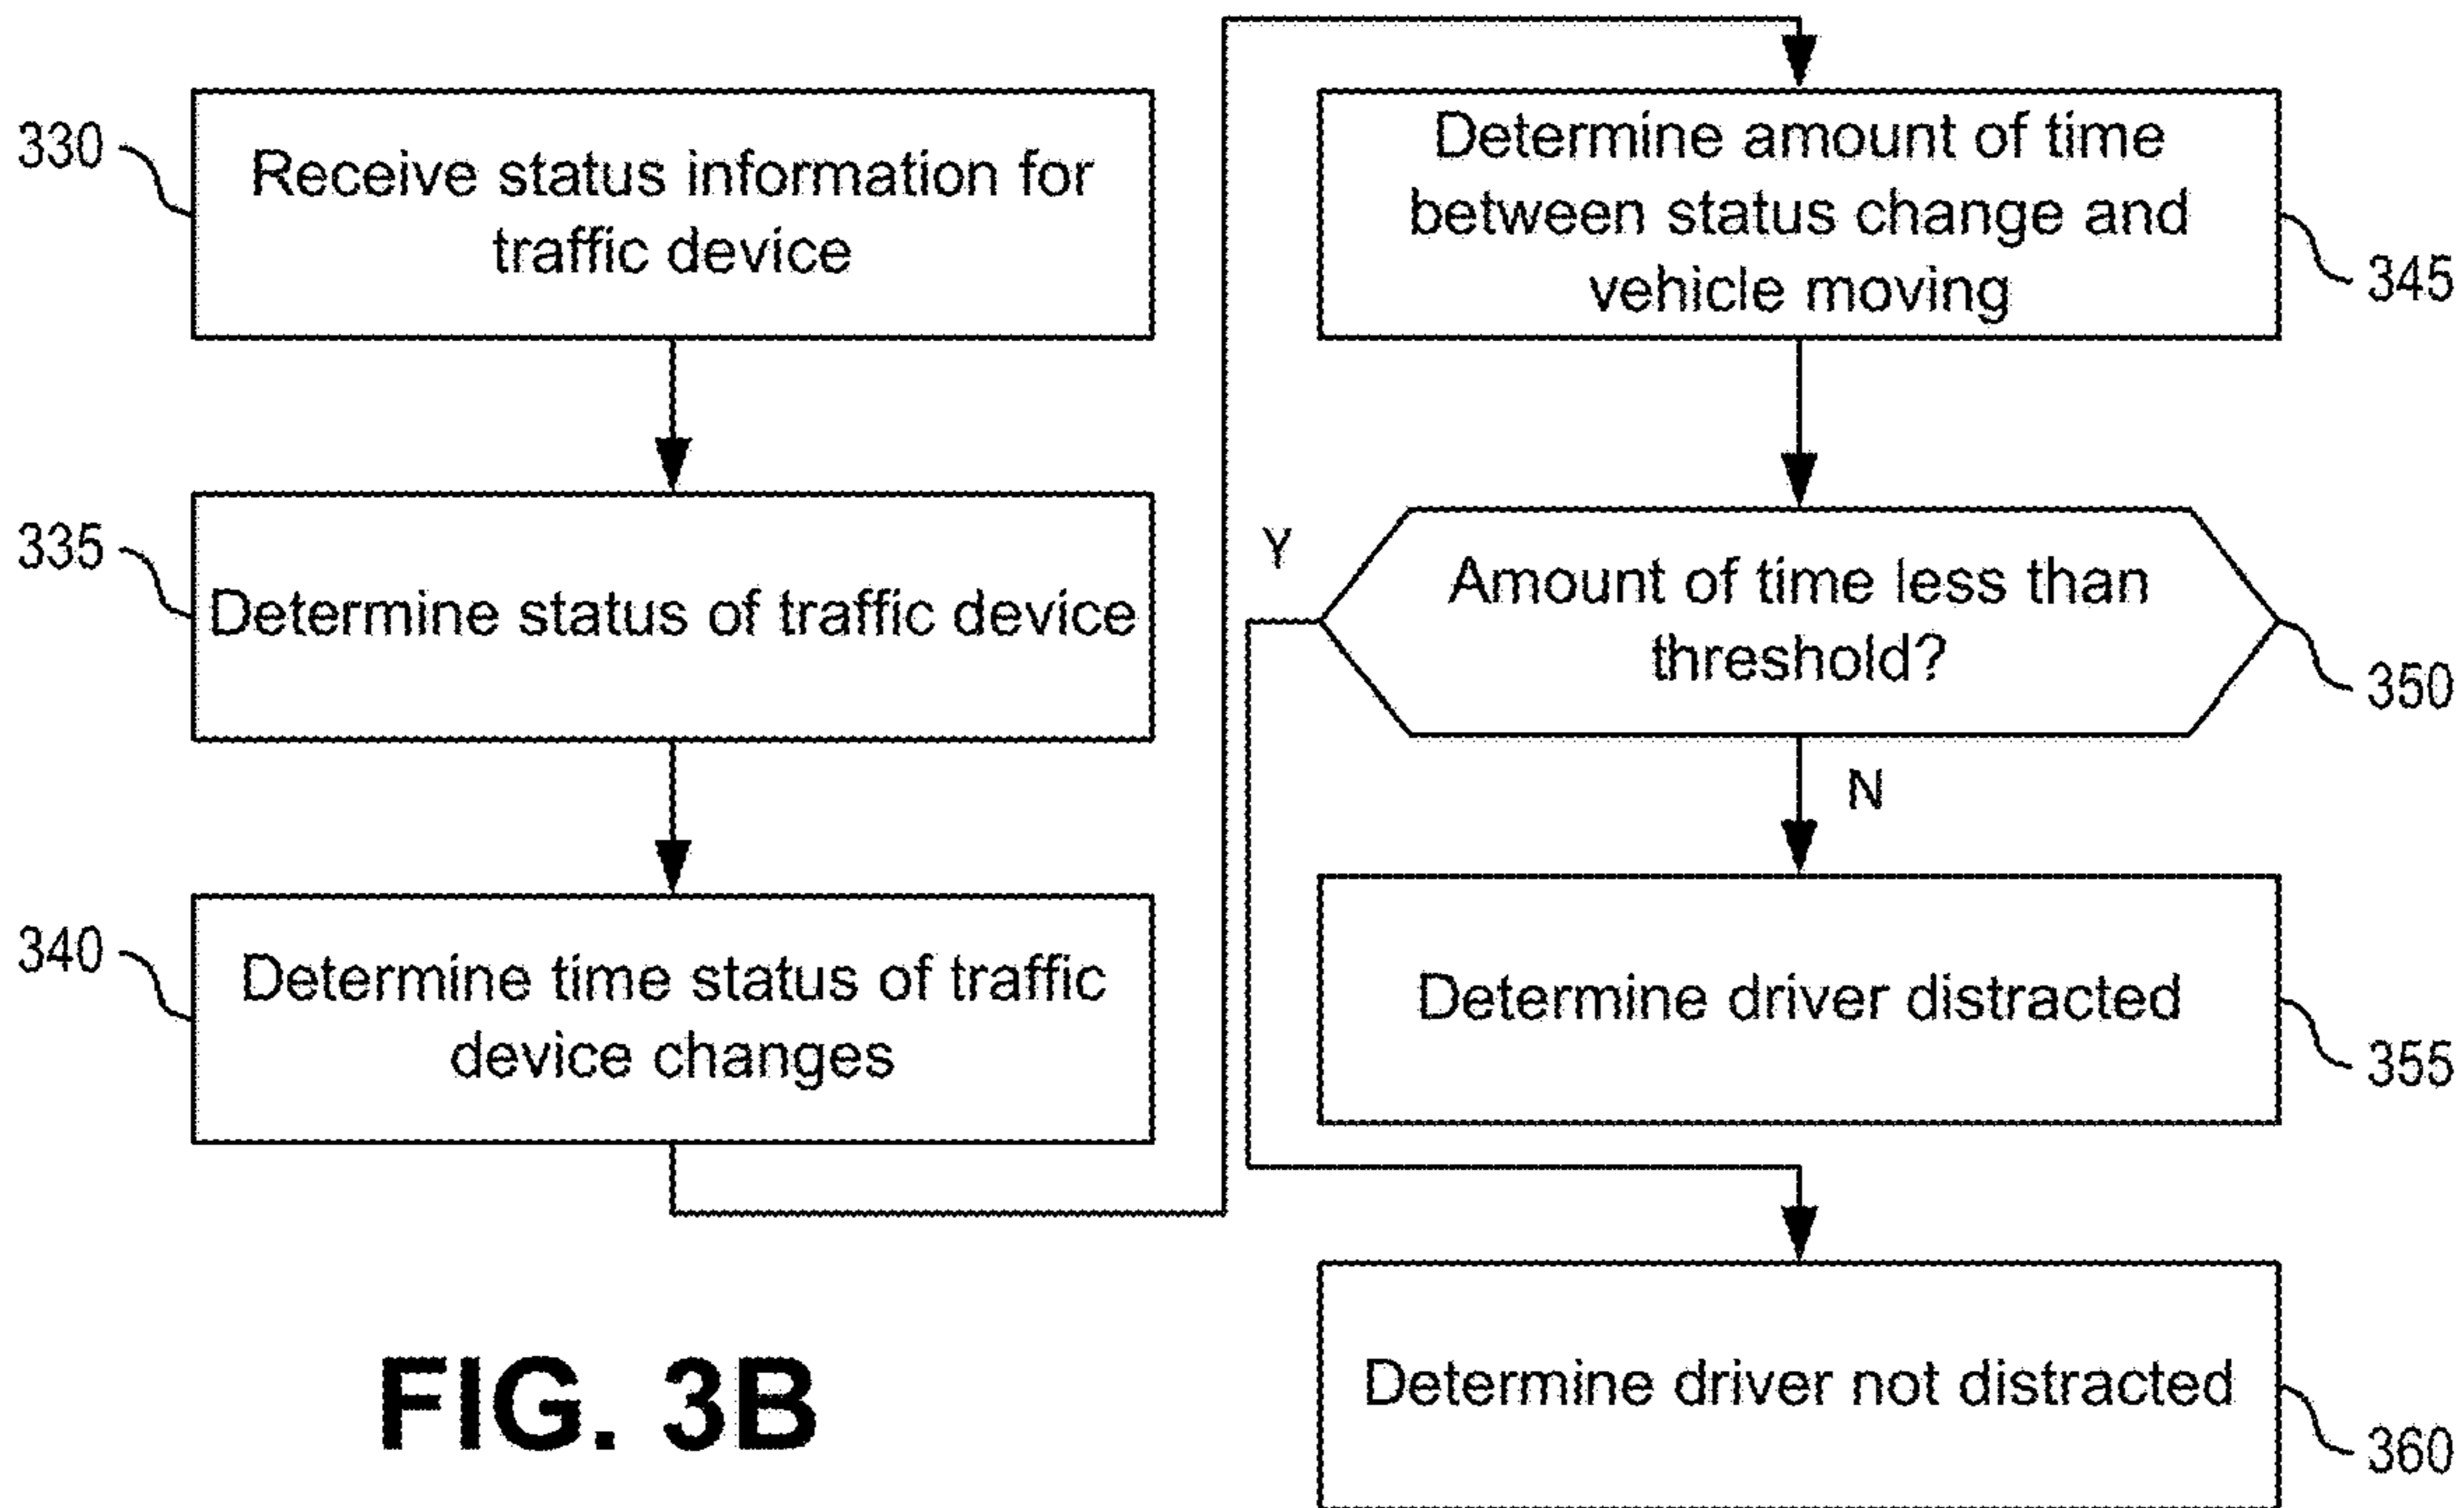 330
Receive status information for
traffic device
335
Determine status of traffic device
340
Determine time status of traffic
device changes
Determine amount of time
between status change and
vehicle moving
345
Y
Amount of time less than
threshold?
350
N
Determine driver distracted
355
Determine driver not distracted
360
FIG. 3B